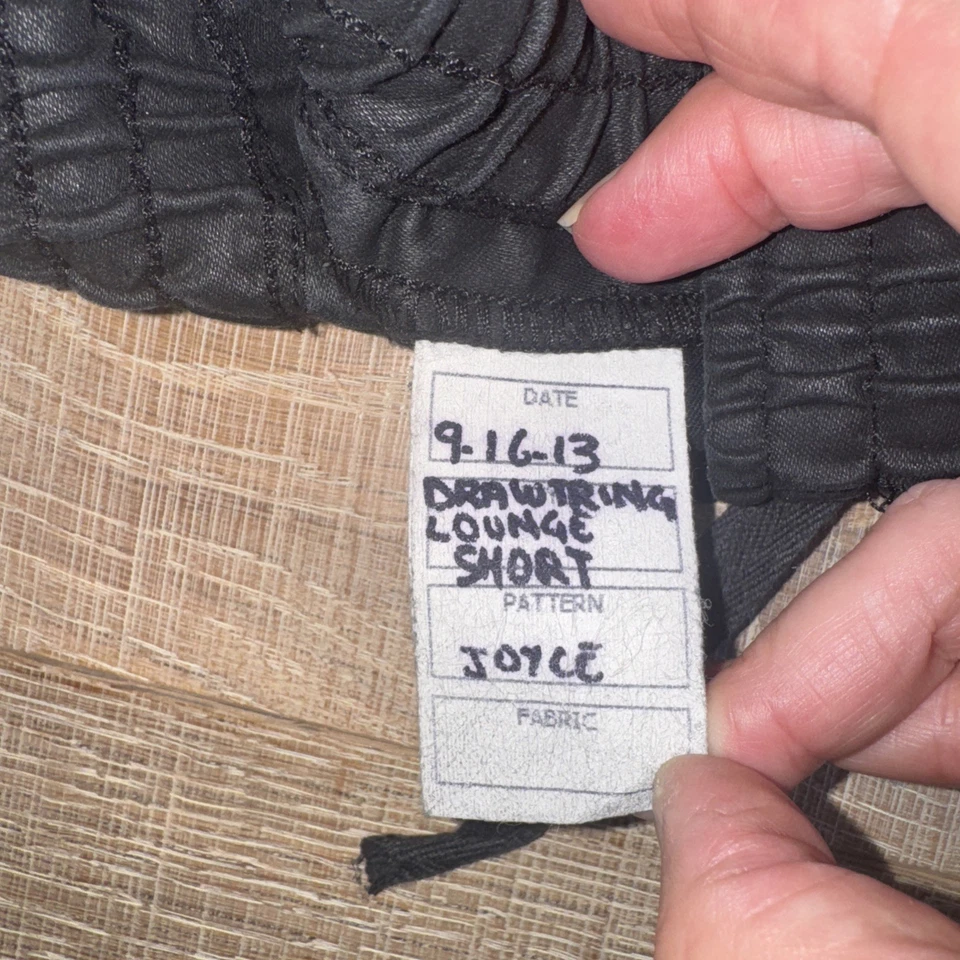 DATE
9-16-13
DRAWTRING
LOUNGE
SHORT
PATTERN
JOYCE
FABRIC